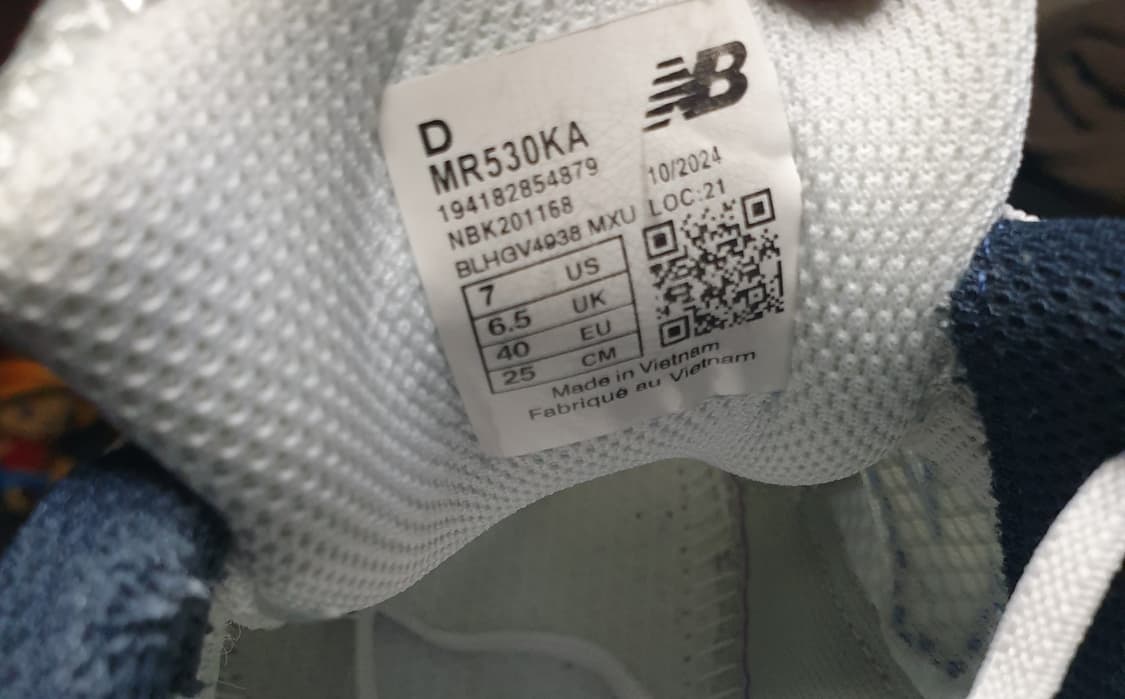 NB
D
MR530KA
194182854879
10/2024
NBK201168
LOC:21
BLHGV4938 MXU
7 US
6.5 UK
40 EU
25 CM
Made in Vietnam
Fabriqué au Vietnam